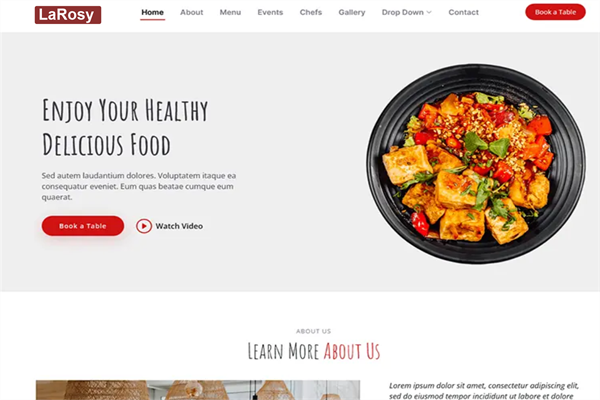 LaRosy
Home About Menu Events Chefs Gallery Drop Down Contact
Book a Table
Enjoy Your Healthy
Delicious Food
Sed autem laudantium dolores. Voluptatem itaque ea
consequatur eveniet. Eum quas beatae cumque eum
quaerat.
Book a Table
Watch Video
ABOUT US
Learn More About Us
Lorem ipsum dolor sit amet, consectetur adipiscing elit,
sed do eiusmod tempor incididunt ut labore et dolore